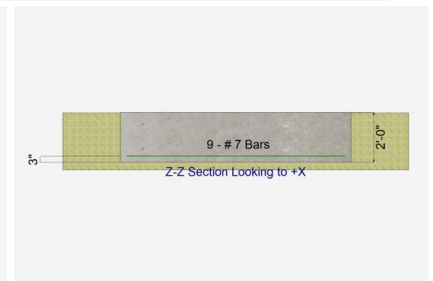 9 - # 7 Bars
2'-0"
3"
Z-Z Section Looking to +X